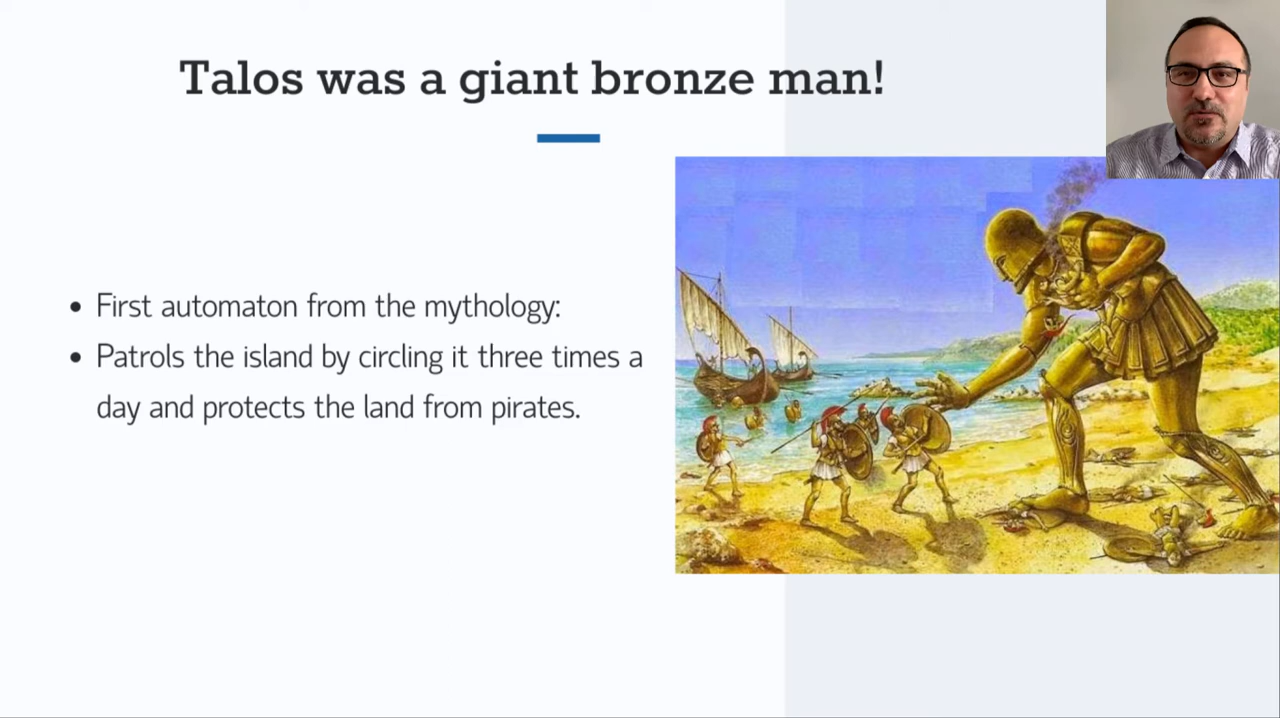 Talos was a giant bronze man!
• First automaton from the mythology:
• Patrols the island by circling it three times a
day and protects the land from pirates.